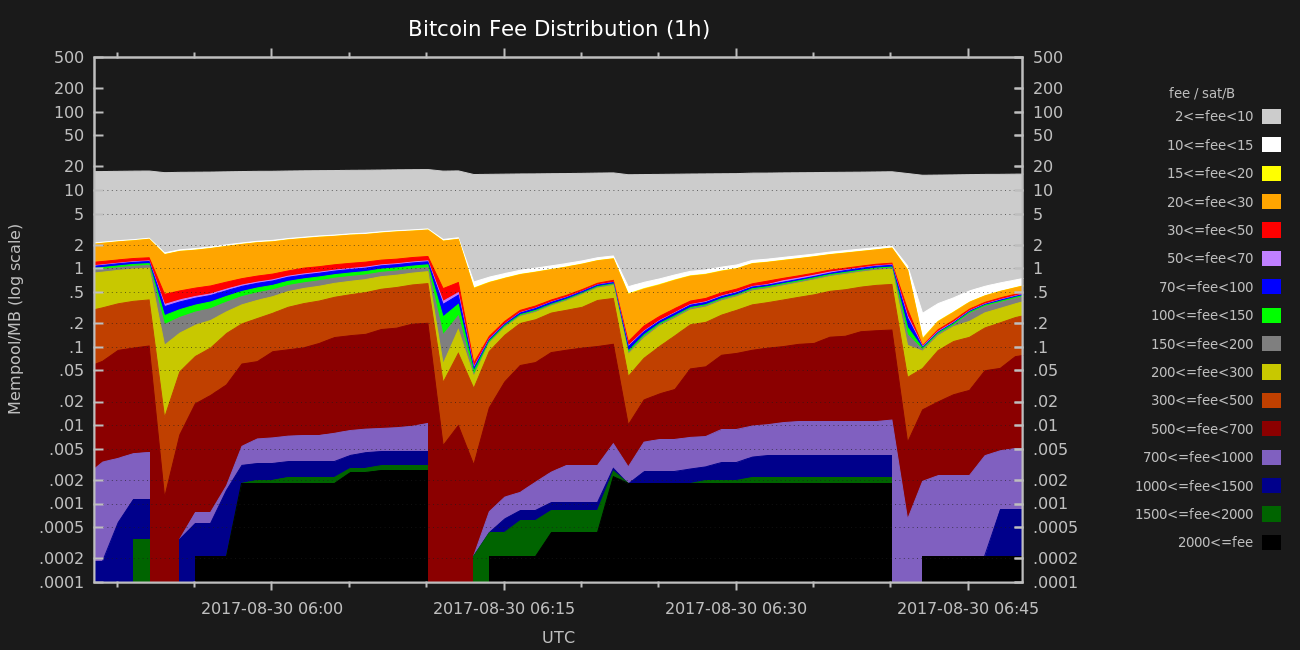 Bitcoin Fee Distribution (1h)
Mempool/MB (log scale)
500
200
100
50
20
10
5
2
1
.5
.2
.1
.05
.02
.01
.005
.002
.001
.0005
.0002
.0001
500
200
100
50
20
10
5
2
1
.5
.2
.1
.05
.02
.01
.005
.002
.001
.0005
.0002
.0001
2017-08-30 06:00
2017-08-30 06:15
2017-08-30 06:30
2017-08-30 06:45
UTC
fee / sat/B
2<=fee<10
10<=fee<15
15<=fee<20
20<=fee<30
30<=fee<50
50<=fee<70
70<=fee<100
100<=fee<150
150<=fee<200
200<=fee<300
300<=fee<500
500<=fee<700
700<=fee<1000
1000<=fee<1500
1500<=fee<2000
2000<=fee